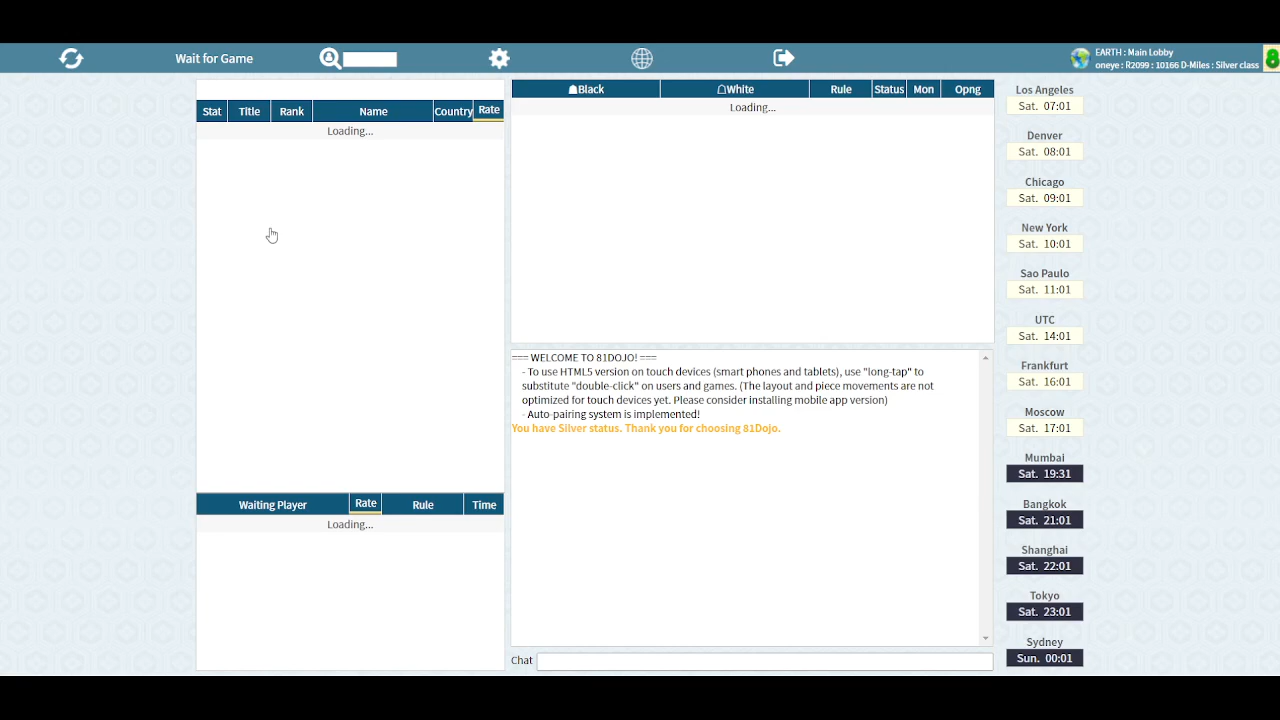 Wait for Game
EARTH : Main Lobby
oneye : R2099 : 10166 D-Miles : Silver class
8
Stat Title Rank Name Country Rate
Loading...
Waiting Player Rate Rule Time
Loading...
Black White Rule Status Mon Opng
Loading...
=== WELCOME TO 81DOJO! ===
- To use HTML5 version on touch devices (smart phones and tablets), use "long-tap" to
substitute "double-click" on users and games. (The layout and piece movements are not
optimized for touch devices yet. Please consider installing mobile app version)
- Auto-pairing system is implemented!
You have Silver status. Thank you for choosing 81Dojo.
Chat
Los Angeles
Sat. 07:01
Denver
Sat. 08:01
Chicago
Sat. 09:01
New York
Sat. 10:01
Sao Paulo
Sat. 11:01
UTC
Sat. 14:01
Frankfurt
Sat. 16:01
Moscow
Sat. 17:01
Mumbai
Sat. 19:31
Bangkok
Sat. 21:01
Shanghai
Sat. 22:01
Tokyo
Sat. 23:01
Sydney
Sun. 00:01